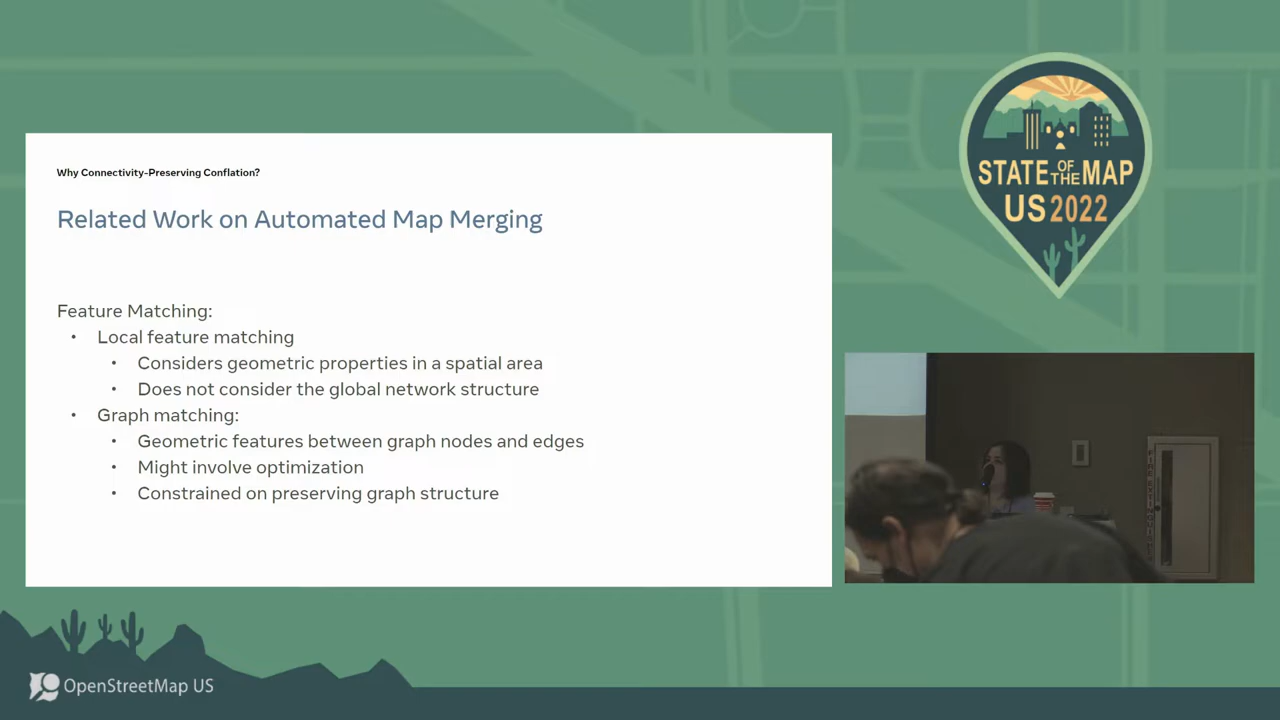 Why Connectivity-Preserving Conflation?
Related Work on Automated Map Merging
Feature Matching:
• Local feature matching
• Considers geometric properties in a spatial area
• Does not consider the global network structure
• Graph matching:
• Geometric features between graph nodes and edges
• Might involve optimization
• Constrained on preserving graph structure
STATE OF THE MAP
US 2022
FIRE EXTINGUISHER
OpenStreetMap US